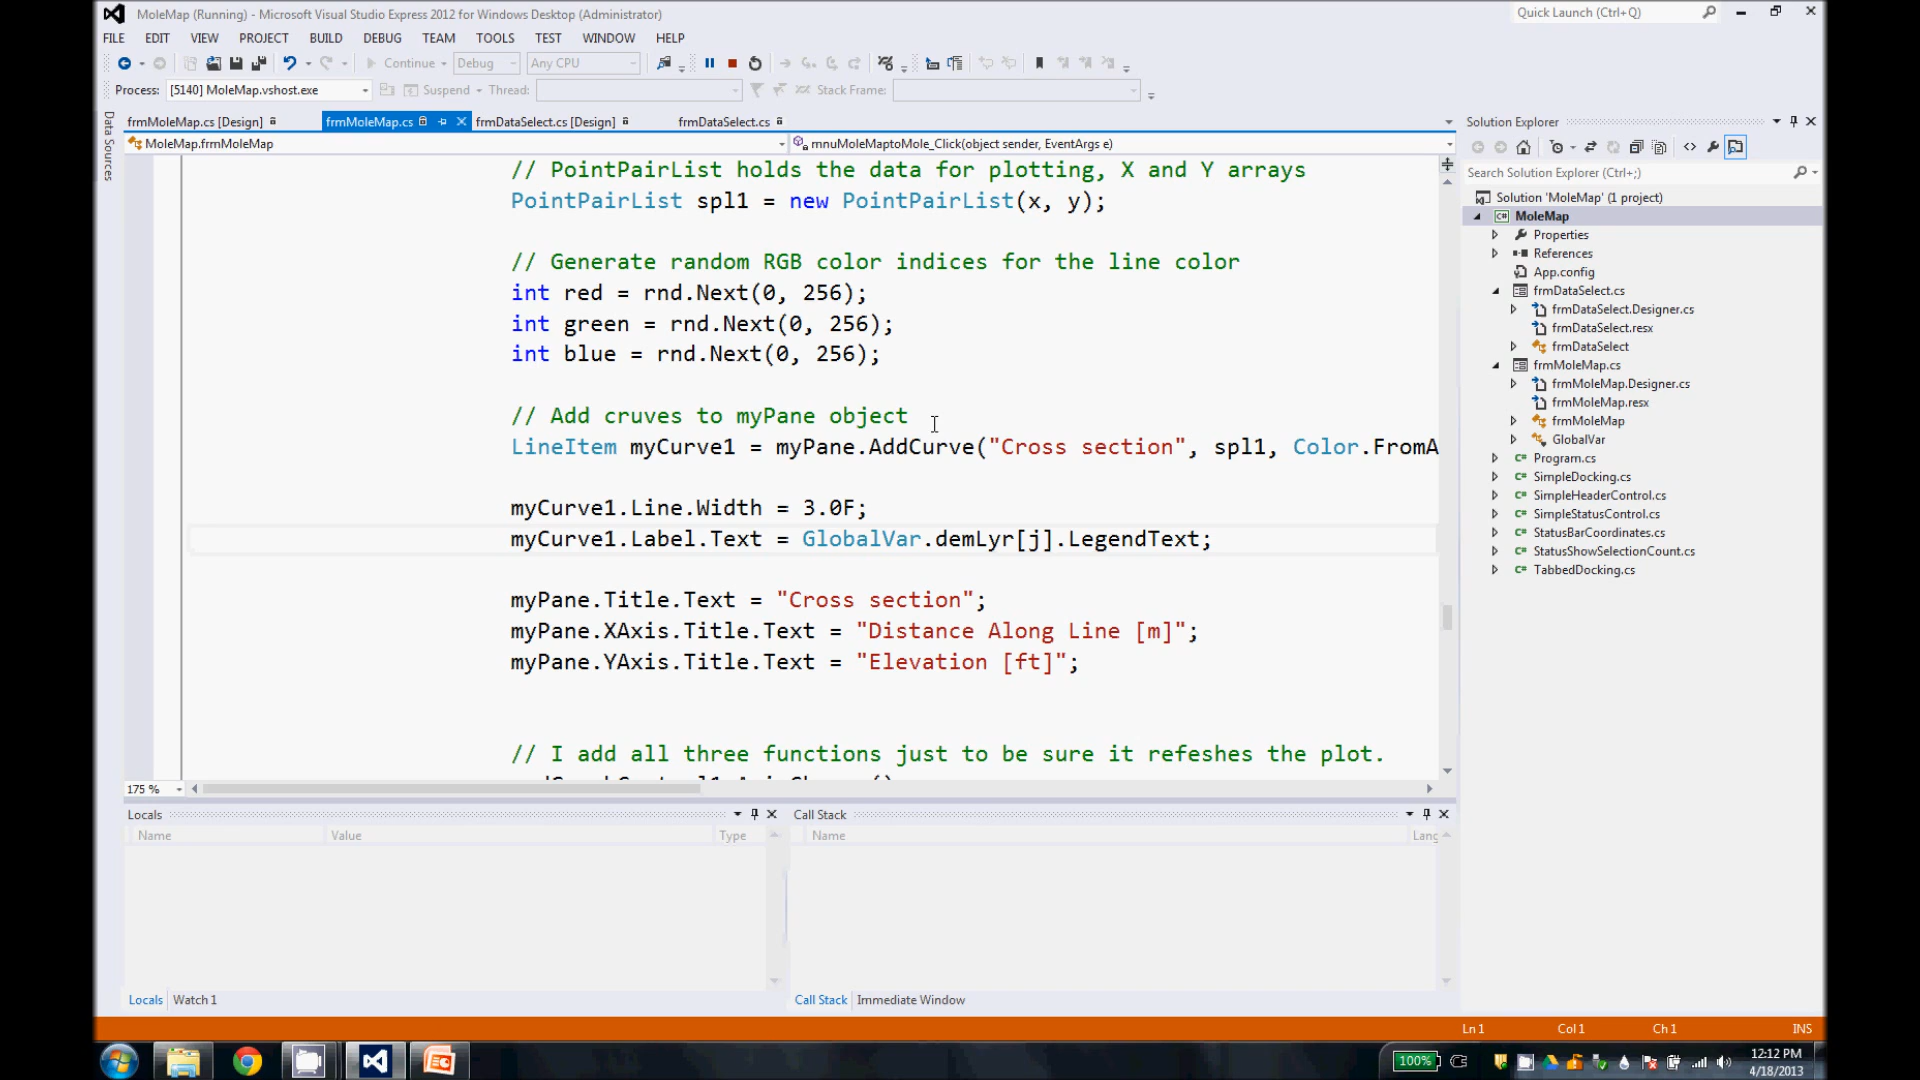 MoleMap (Running) - Microsoft Visual Studio Express 2012 for Windows Desktop (Administrator)
Quick Launch (Ctrl+Q)
FILE EDIT VIEW PROJECT BUILD DEBUG TEAM TOOLS TEST WINDOW HELP
Continue Debug Any CPU
Process: [5140] MoleMap.vshost.exe Suspend Thread: Stack Frame:
Data Sources
frmMoleMap.cs [Design] frmMoleMap.cs frmDataSelect.cs [Design] frmDataSelect.cs
MoleMap.frmMoleMap mnuMoleMaptoMole_Click(object sender, EventArgs e)
// PointPairList holds the data for plotting, X and Y arrays
PointPairList spl1 = new PointPairList(x, y);
// Generate random RGB color indices for the line color
int red = rnd.Next(0, 256);
int green = rnd.Next(0, 256);
int blue = rnd.Next(0, 256);
// Add cruves to myPane object
LineItem myCurve1 = myPane.AddCurve("Cross section", spl1, Color.FromA
myCurve1.Line.Width = 3.0F;
myCurve1.Label.Text = GlobalVar.demLyr[j].LegendText;
myPane.Title.Text = "Cross section";
myPane.XAxis.Title.Text = "Distance Along Line [m]";
myPane.YAxis.Title.Text = "Elevation [ft]";
// I add all three functions just to be sure it refeshes the plot.
175 %
Locals
Name Value Type
Locals Watch 1
Call Stack
Name Lang
Call Stack Immediate Window
Solution Explorer
Search Solution Explorer (Ctrl+;)
Solution 'MoleMap' (1 project)
MoleMap
Properties
References
App.config
frmDataSelect.cs
frmDataSelect.Designer.cs
frmDataSelect.resx
frmDataSelect
frmMoleMap.cs
frmMoleMap.Designer.cs
frmMoleMap.resx
frmMoleMap
GlobalVar
Program.cs
SimpleDocking.cs
SimpleHeaderControl.cs
SimpleStatusControl.cs
StatusBarCoordinates.cs
StatusShowSelectionCount.cs
TabbedDocking.cs
Ln 1 Col 1 Ch 1 INS
100%
12:12 PM
4/18/2013